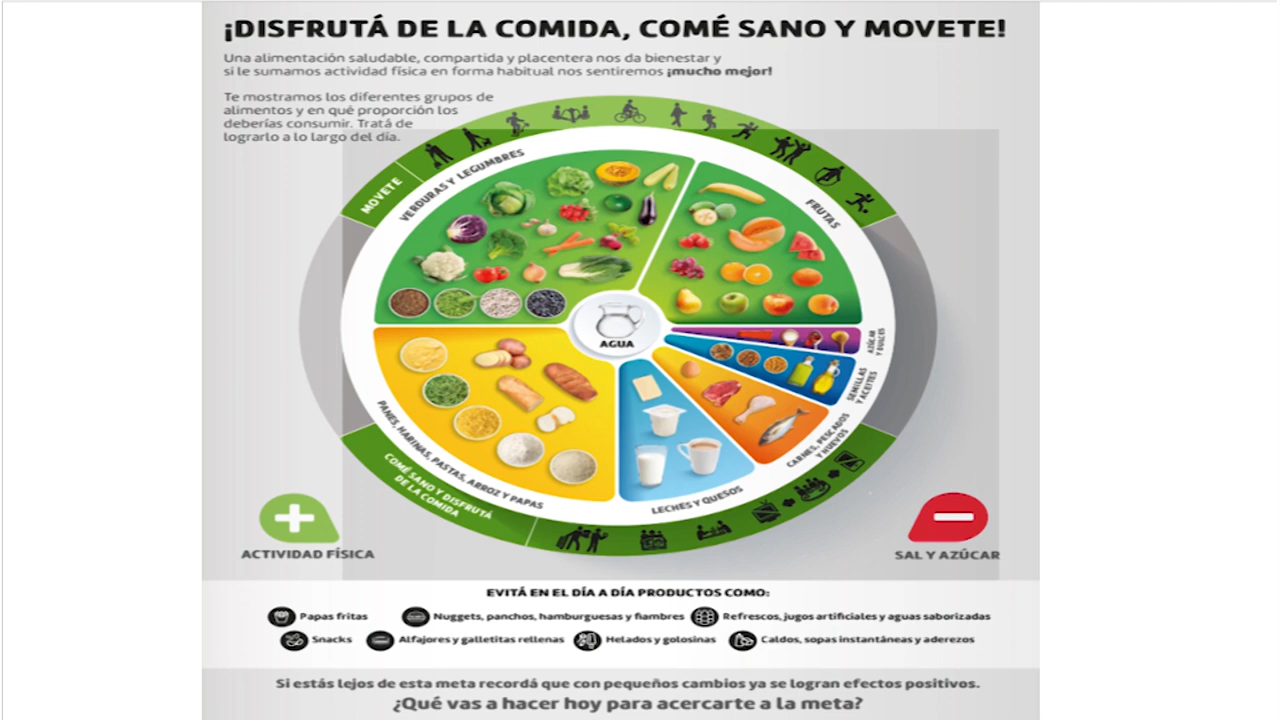 ¡DISFRUTÁ DE LA COMIDA, COMÉ SANO Y MOVETE!
Una alimentación saludable, compartida y placentera nos da bienestar y
si le sumamos actividad física en forma habitual nos sentiremos ¡mucho mejor!
Te mostramos los diferentes grupos de
alimentos y en qué proporción los
deberías consumir. Tratá de
lograrlo a lo largo del día.
MOVETE
VERDURAS Y LEGUMBRES
FRUTAS
AGUA
AZÚCAR
Y DULCES
SEMILLAS
Y ACEITES
CARNES, PESCADOS
Y HUEVOS
LECHES Y QUESOS
PANES, HARINAS, PASTAS, ARROZ Y PAPAS
COMÉ SANO Y DISFRUTÁ
DE LA COMIDA
ACTIVIDAD FÍSICA
SAL Y AZÚCAR
EVITÁ EN EL DÍA A DÍA PRODUCTOS COMO:
Papas fritas
Nuggets, panchos, hamburguesas y fiambres
Refrescos, jugos artificiales y aguas saborizadas
Snacks
Alfajores y galletitas rellenas
Helados y golosinas
Caldos, sopas instantáneas y aderezos
Si estás lejos de esta meta recordá que con pequeños cambios ya se logran efectos positivos.
¿Qué vas a hacer hoy para acercarte a la meta?